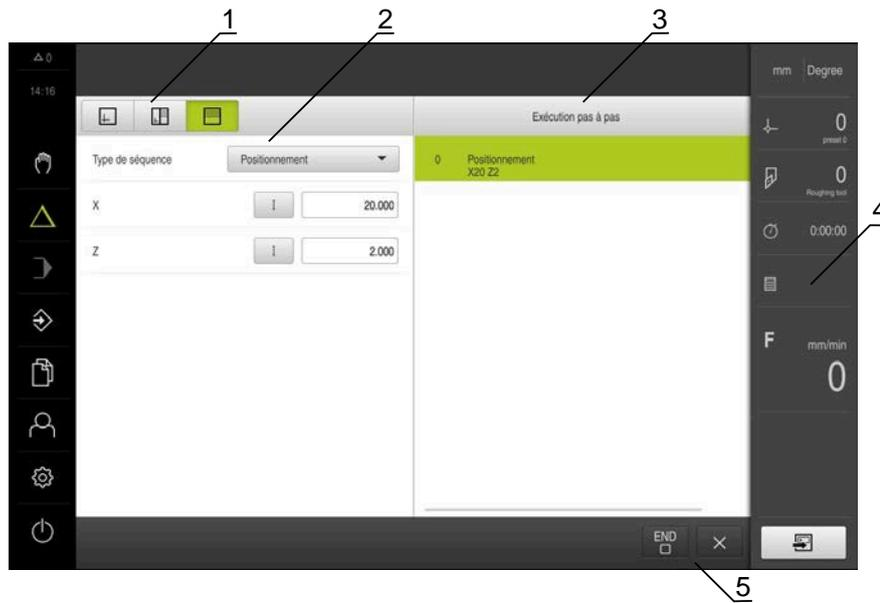 1
2
3
0
14:16
mm Degree
Exécution pas à pas
0
preset 0
Type de séquence Positionnement
0 Positionnement
X20 Z2
0
Roughing tool
X I 20.000
4
0:00:00
Z I 2.000
F mm/min
0
END
5